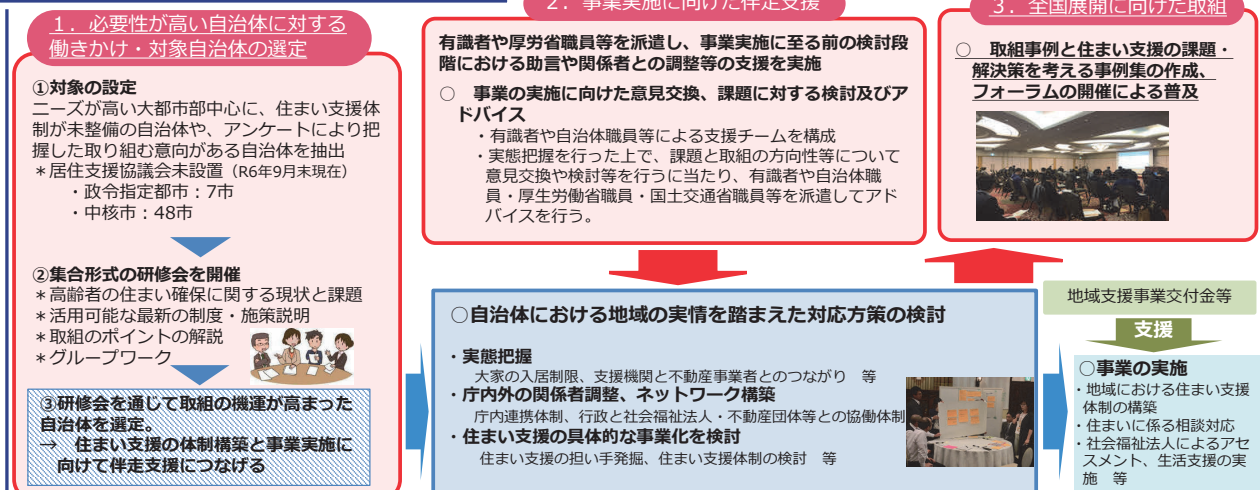 1．必要性が高い自治体に対する
働きかけ・対象自治体の選定
①対象の設定
ニーズが高い大都市部中心に、住まい支援体
制が未整備の自治体や、アンケートにより把
握した取り組む意向がある自治体を抽出
＊居住支援協議会未設置（R6年9月末現在）
・政令指定都市：7市
・中核市：48市
②集合形式の研修会を開催
＊高齢者の住まい確保に関する現状と課題
＊活用可能な最新の制度・施策説明
＊取組のポイントの解説
＊グループワーク
③研修会を通じて取組の機運が高まった
自治体を選定。
→　住まい支援の体制構築と事業実施に
向けて伴走支援につなげる
2．事業実施に向けた伴走支援
有識者や厚労省職員等を派遣し、事業実施に至る前の検討段
階における助言や関係者との調整等の支援を実施
○　事業の実施に向けた意見交換、課題に対する検討及びア
ドバイス
・有識者や自治体職員等による支援チームを構成
・実態把握を行った上で、課題と取組の方向性等について
意見交換や検討等を行うに当たり、有識者や自治体職
員・厚生労働省職員・国土交通省職員等を派遣してアド
バイスを行う。
3．全国展開に向けた取組
○　取組事例と住まい支援の課題・
解決策を考える事例集の作成、
フォーラムの開催による普及
○自治体における地域の実情を踏まえた対応方策の検討
・実態把握
大家の入居制限、支援機関と不動産事業者とのつながり　等
・庁内外の関係者調整、ネットワーク構築
庁内連携体制、行政と社会福祉法人・不動産団体等との協働体制
・住まい支援の具体的な事業化を検討
住まい支援の担い手発掘、住まい支援体制の検討　等
地域支援事業交付金等
支援
○事業の実施
・地域における住まい支援
体制の構築
・住まいに係る相談対応
・社会福祉法人によるアセ
スメント、生活支援の実
施　等